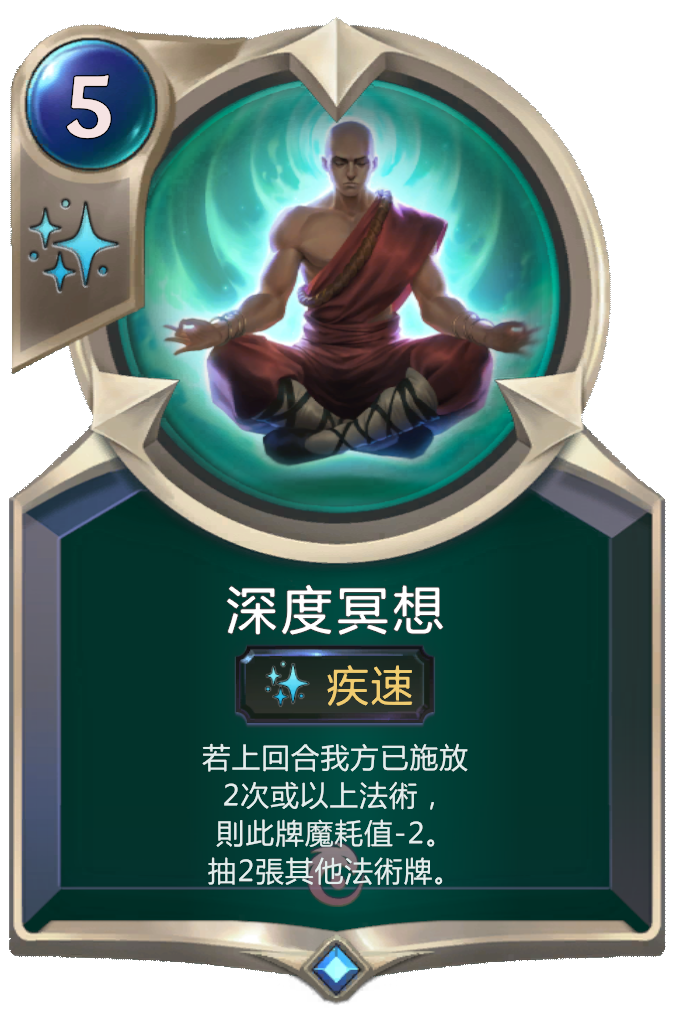 5
深度冥想
疾速
若上回合我方已施放
2次或以上法術，
則此牌魔耗值-2。
抽2張其他法術牌。